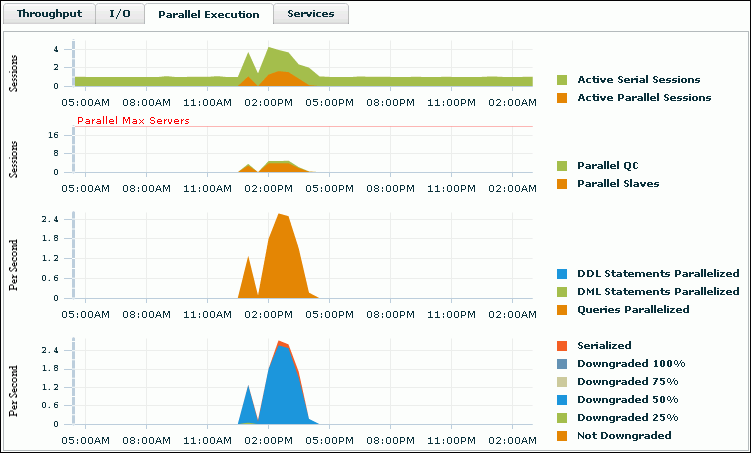 Throughput I/O Parallel Execution Services
Sessions
4
2
0
05:00AM 08:00AM 11:00AM 02:00PM 05:00PM 08:00PM 11:00PM 02:00AM
Active Serial Sessions
Active Parallel Sessions
Parallel Max Servers
Sessions
16
8
0
05:00AM 08:00AM 11:00AM 02:00PM 05:00PM 08:00PM 11:00PM 02:00AM
Parallel QC
Parallel Slaves
Per Second
2.4
1.8
1.2
0.6
0
05:00AM 08:00AM 11:00AM 02:00PM 05:00PM 08:00PM 11:00PM 02:00AM
DDL Statements Parallelized
DML Statements Parallelized
Queries Parallelized
Per Second
2.4
1.8
1.2
0.6
0
05:00AM 08:00AM 11:00AM 02:00PM 05:00PM 08:00PM 11:00PM 02:00AM
Serialized
Downgraded 100%
Downgraded 75%
Downgraded 50%
Downgraded 25%
Not Downgraded